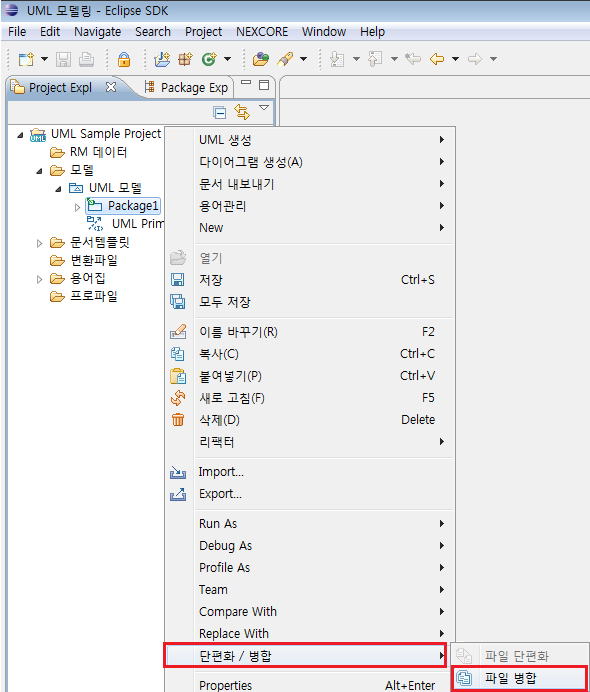 UML 모델링 - Eclipse SDK
File Edit Navigate Search Project NEXCORE Window Help
Project Expl Package Exp
UML Sample Project
RM 데이터
모델
UML 모델
Package1
UML Prim
문서템플릿
변환파일
용어집
프로파일
UML 생성
다이어그램 생성(A)
문서 내보내기
용어관리
New
열기
저장 Ctrl+S
모두 저장
이름 바꾸기(R) F2
복사(C) Ctrl+C
붙여넣기(P) Ctrl+V
새로 고침(F) F5
삭제(D) Delete
리팩터
Import...
Export...
Run As
Debug As
Profile As
Team
Compare With
Replace With
단편화 / 병합
파일 단편화
파일 병합
Properties Alt+Enter